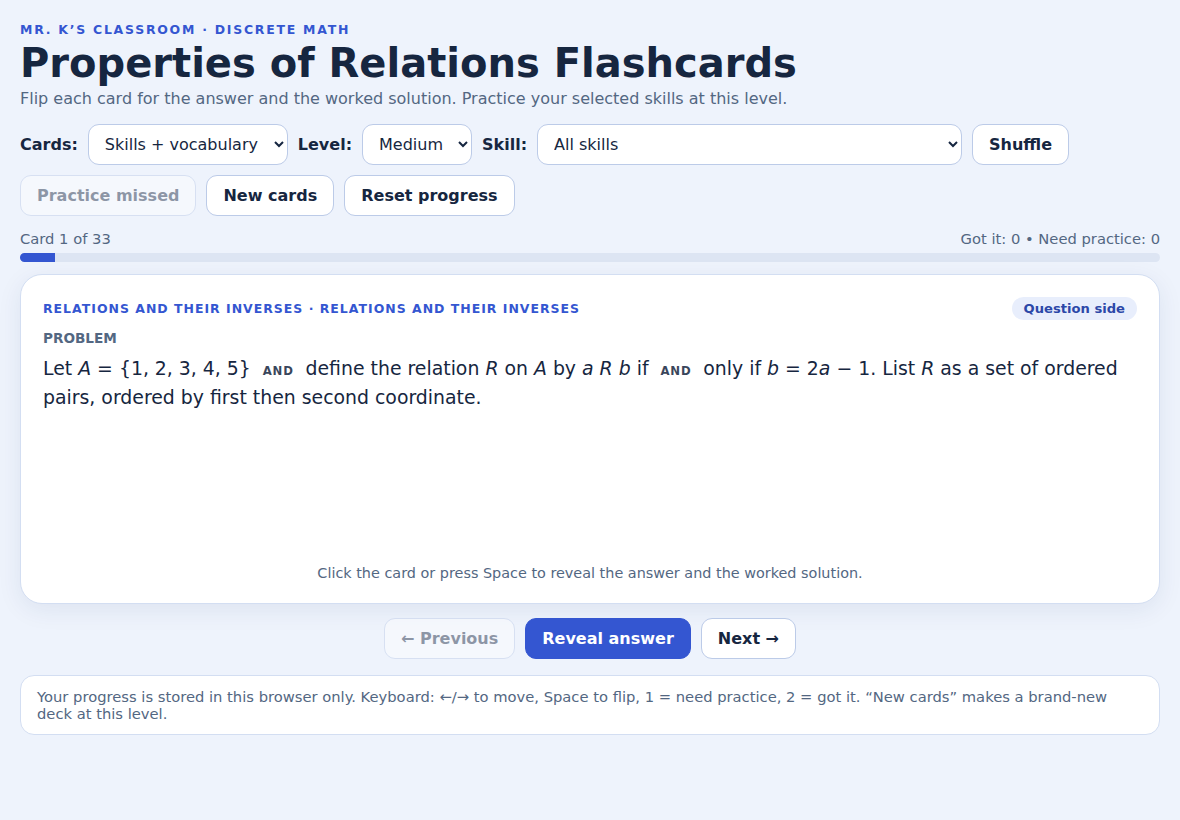 MR. K’S CLASSROOM · DISCRETE MATH
Properties of Relations Flashcards
Flip each card for the answer and the worked solution. Practice your selected skills at this level.
Cards: Skills + vocabulary Level: Medium Skill: All skills Shuffle
Practice missed New cards Reset progress
Card 1 of 33 Got it: 0 • Need practice: 0
RELATIONS AND THEIR INVERSES · RELATIONS AND THEIR INVERSES Question side
PROBLEM
Let A = {1, 2, 3, 4, 5} AND define the relation R on A by a R b if AND only if b = 2a − 1. List R as a set of ordered
pairs, ordered by first then second coordinate.
Click the card or press Space to reveal the answer and the worked solution.
← Previous Reveal answer Next →
Your progress is stored in this browser only. Keyboard: ←/→ to move, Space to flip, 1 = need practice, 2 = got it. “New cards” makes a brand-new
deck at this level.